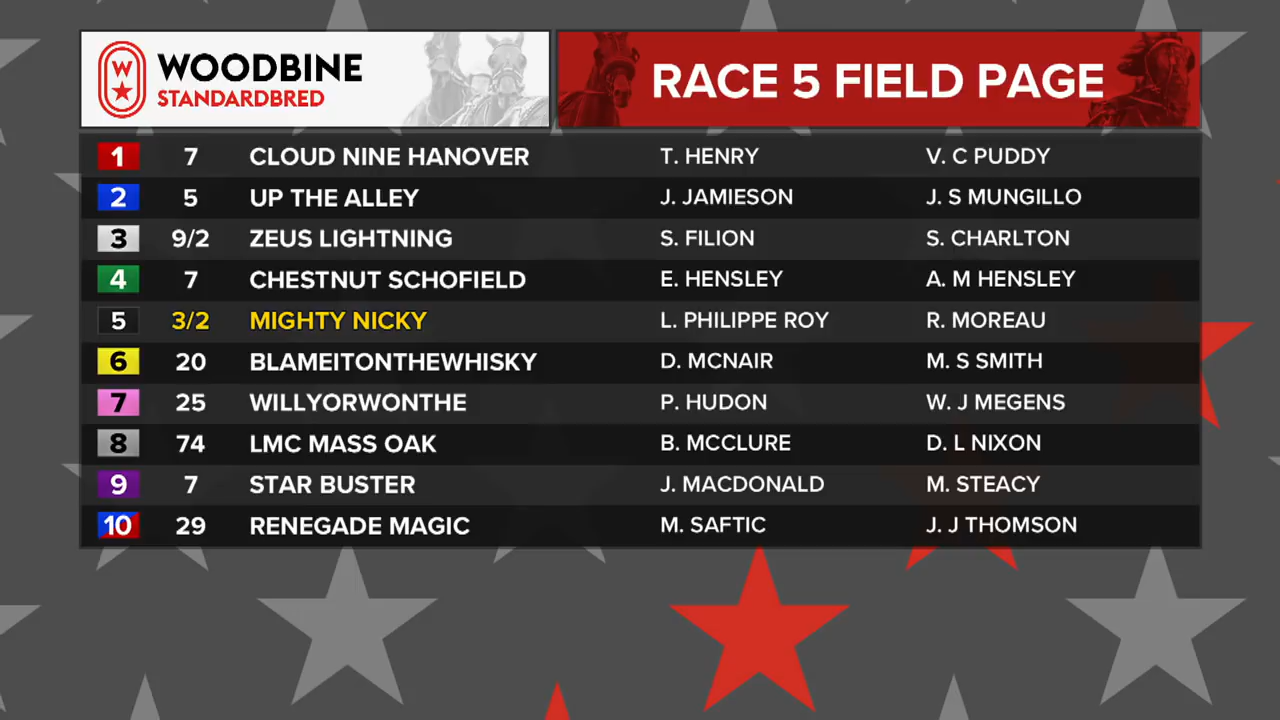 W
WOODBINE
STANDARDBRED
RACE 5 FIELD PAGE
1 7 CLOUD NINE HANOVER T. HENRY V. C PUDDY
2 5 UP THE ALLEY J. JAMIESON J. S MUNGILLO
3 9/2 ZEUS LIGHTNING S. FILION S. CHARLTON
4 7 CHESTNUT SCHOFIELD E. HENSLEY A. M HENSLEY
5 3/2 MIGHTY NICKY L. PHILIPPE ROY R. MOREAU
6 20 BLAMEITONTHEWHISKY D. MCNAIR M. S SMITH
7 25 WILLYORWONTHE P. HUDON W. J MEGENS
8 74 LMC MASS OAK B. MCCLURE D. L NIXON
9 7 STAR BUSTER J. MACDONALD M. STEACY
10 29 RENEGADE MAGIC M. SAFTIC J. J THOMSON